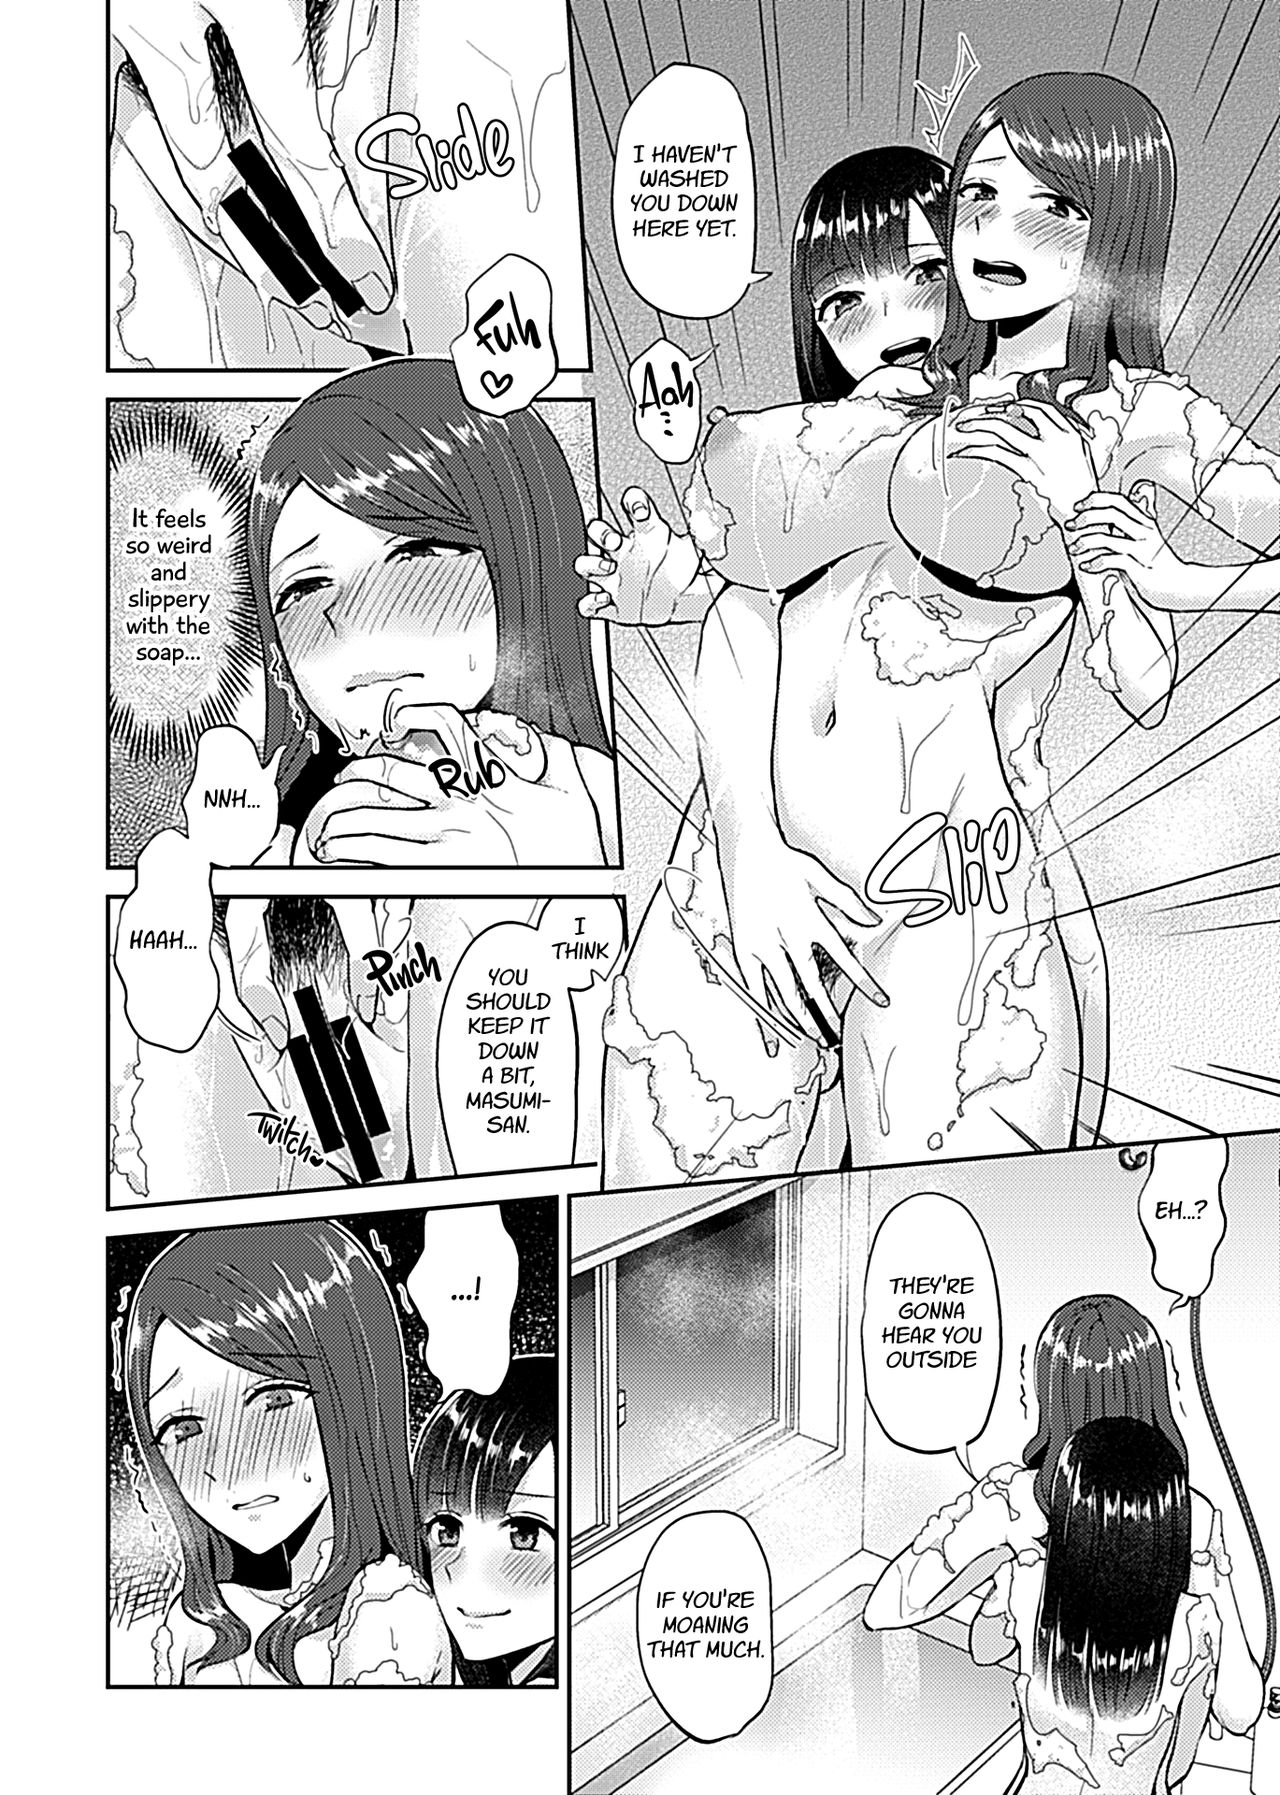 I HAVEN'T
WASHED
YOU DOWN
HERE YET.
Aah
...
Slip
Slide
Fuh
♡
It feels
so weird
and
slippery
with the
soap...
Rub
NNH...
HAAH...
I
THINK
YOU
SHOULD
KEEP IT
DOWN
A BIT,
MASUMI-
SAN.
Pinch
Twitch♥
EH...?
THEY'RE
GONNA
HEAR YOU
OUTSIDE
IF YOU'RE
MOANING
THAT MUCH.
...!